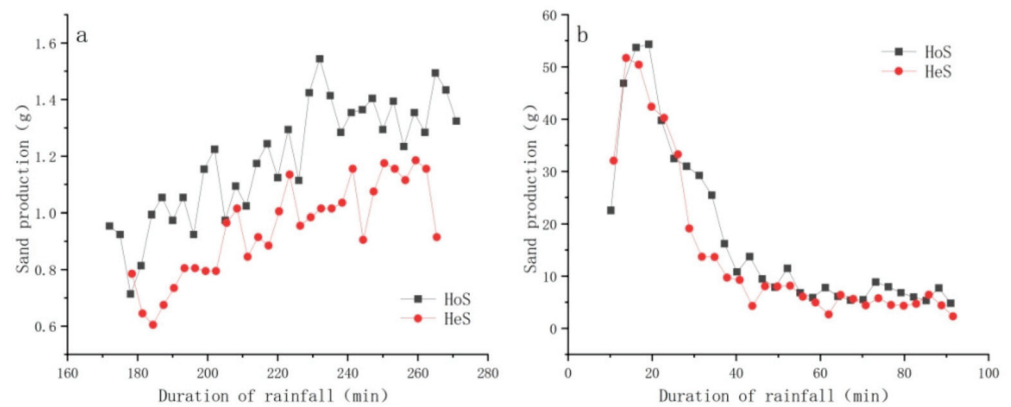 a
1.6
1.4
1.2
1.0
0.8
0.6
Sand production (g)
HoS
HeS
160 180 200 220 240 260 280
Duration of rainfall (min)
b
60
50
40
30
20
10
0
Sand production (g)
HoS
HeS
0 20 40 60 80 100
Duration of rainfall (min)